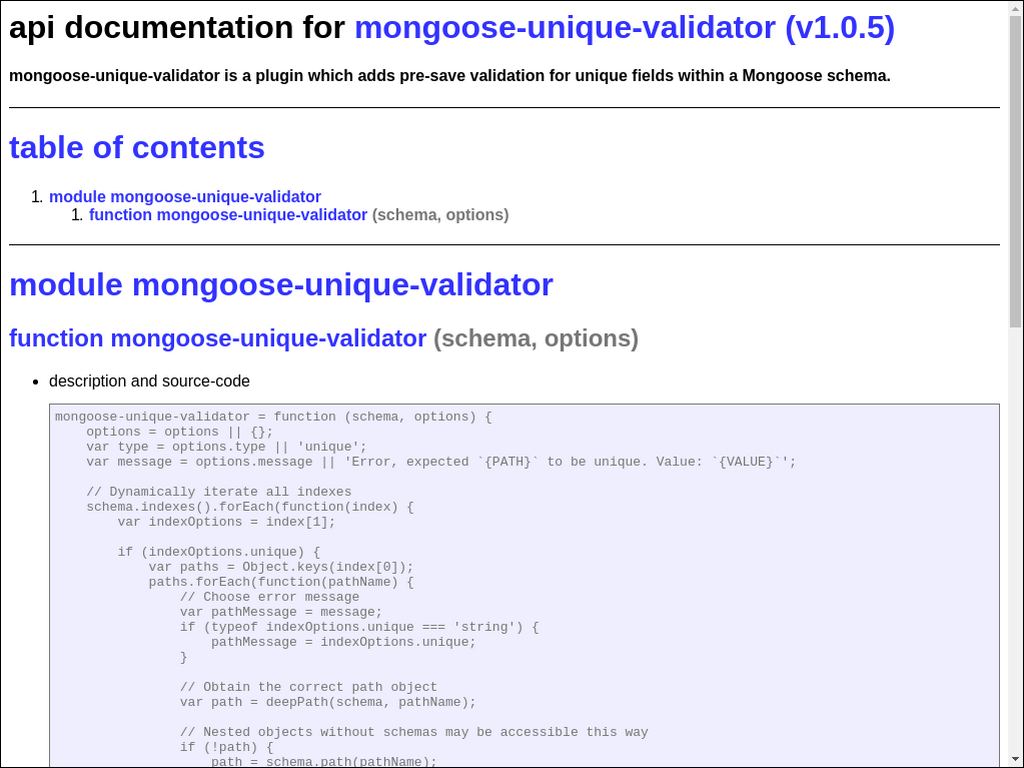 api documentation for mongoose-unique-validator (v1.0.5)
mongoose-unique-validator is a plugin which adds pre-save validation for unique fields within a Mongoose schema.
table of contents
1. module mongoose-unique-validator
1. function mongoose-unique-validator (schema, options)
module mongoose-unique-validator
function mongoose-unique-validator (schema, options)
• description and source-code
mongoose-unique-validator = function (schema, options) {
    options = options || {};
    var type = options.type || 'unique';
    var message = options.message || 'Error, expected `{PATH}` to be unique. Value: `{VALUE}`';

    // Dynamically iterate all indexes
    schema.indexes().forEach(function(index) {
        var indexOptions = index[1];

        if (indexOptions.unique) {
            var paths = Object.keys(index[0]);
            paths.forEach(function(pathName) {
                // Choose error message
                var pathMessage = message;
                if (typeof indexOptions.unique === 'string') {
                    pathMessage = indexOptions.unique;
                }

                // Obtain the correct path object
                var path = deepPath(schema, pathName);

                // Nested objects without schemas may be accessible this way
                if (!path) {
                    path = schema.path(pathName);